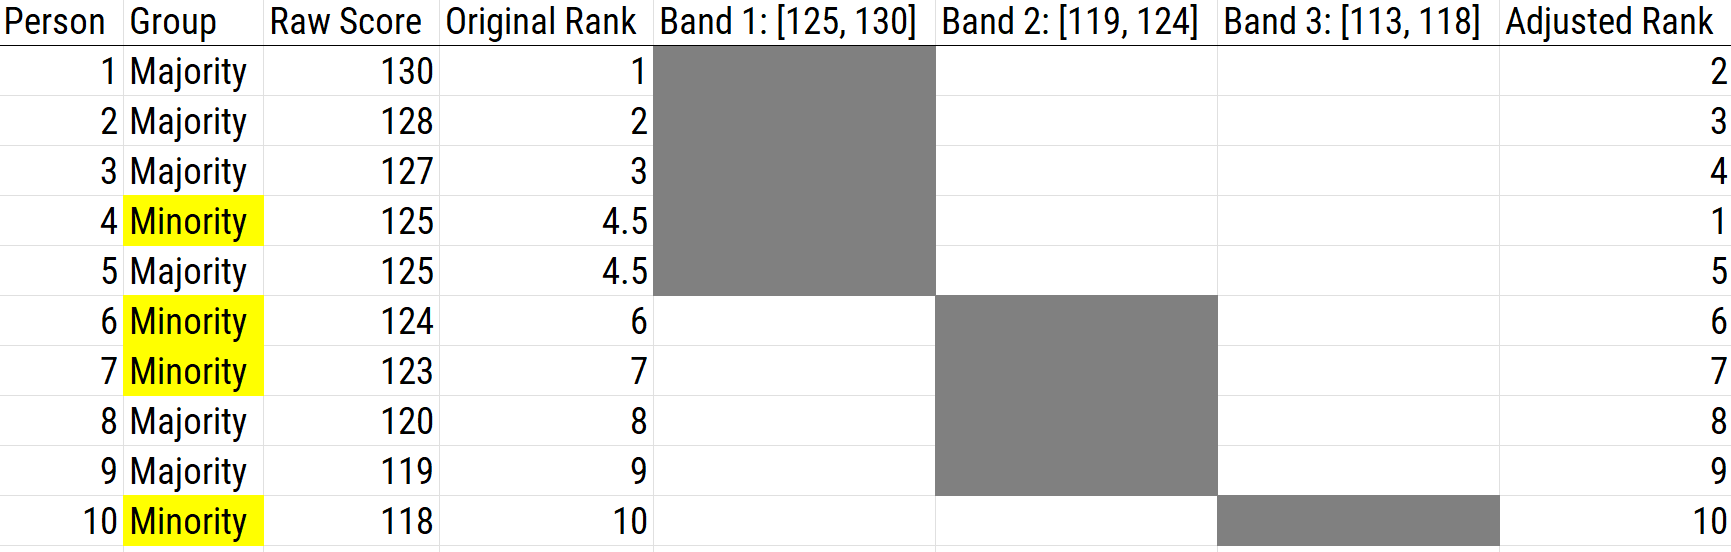 Person Group Raw Score Original Rank Band 1: [125, 130] Band 2: [119, 124] Band 3: [113, 118] Adjusted Rank
1 Majority 130 1 2
2 Majority 128 2 3
3 Majority 127 3 4
4 Minority 125 4.5 1
5 Majority 125 4.5 5
6 Minority 124 6 6
7 Minority 123 7 7
8 Majority 120 8 8
9 Majority 119 9 9
10 Minority 118 10 10